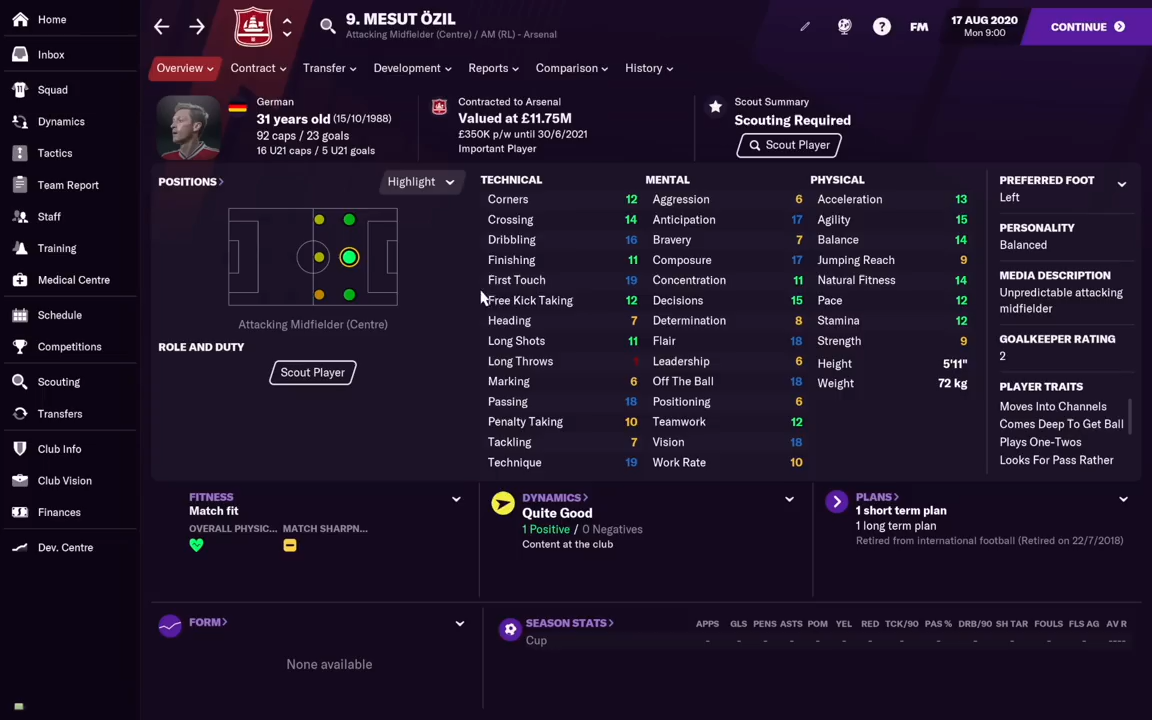 Home
Inbox
Squad
Dynamics
Tactics
Team Report
Staff
Training
Medical Centre
Schedule
Competitions
Scouting
Transfers
Club Info
Club Vision
Finances
Dev. Centre
9. MESUT ÖZIL
Attacking Midfielder (Centre) / AM (RL) - Arsenal
?
FM
17 AUG 2020
Mon 9:00
CONTINUE
Overview
Contract
Transfer
Development
Reports
Comparison
History
German
31 years old (15/10/1988)
92 caps / 23 goals
16 U21 caps / 5 U21 goals
Contracted to Arsenal
Valued at £11.75M
£350K p/w until 30/6/2021
Important Player
Scout Summary
Scouting Required
Scout Player
POSITIONS
Highlight
Attacking Midfielder (Centre)
ROLE AND DUTY
Scout Player
TECHNICAL
Corners 12
Crossing 14
Dribbling 16
Finishing 11
First Touch 19
Free Kick Taking 12
Heading 7
Long Shots 11
Long Throws 1
Marking 6
Passing 18
Penalty Taking 10
Tackling 7
Technique 19
MENTAL
Aggression 6
Anticipation 17
Bravery 7
Composure 17
Concentration 11
Decisions 15
Determination 8
Flair 18
Leadership 6
Off The Ball 18
Positioning 6
Teamwork 12
Vision 18
Work Rate 10
PHYSICAL
Acceleration 13
Agility 15
Balance 14
Jumping Reach 9
Natural Fitness 14
Pace 12
Stamina 12
Strength 9
Height 5'11"
Weight 72 kg
PREFERRED FOOT
Left
PERSONALITY
Balanced
MEDIA DESCRIPTION
Unpredictable attacking
midfielder
GOALKEEPER RATING
2
PLAYER TRAITS
Moves Into Channels
Comes Deep To Get Ball
Plays One-Twos
Looks For Pass Rather
FITNESS
Match fit
OVERALL PHYSIC... MATCH SHARPN...
DYNAMICS
Quite Good
1 Positive / 0 Negatives
Content at the club
PLANS
1 short term plan
1 long term plan
Retired from international football (Retired on 22/7/2018)
FORM
None available
SEASON STATS APPS GLS PENS ASTS POM YEL RED TCK/90 PAS % DRB/90 SH TAR FOULS FLS AG AV R
Cup - - - - - - - - - - - - - ----